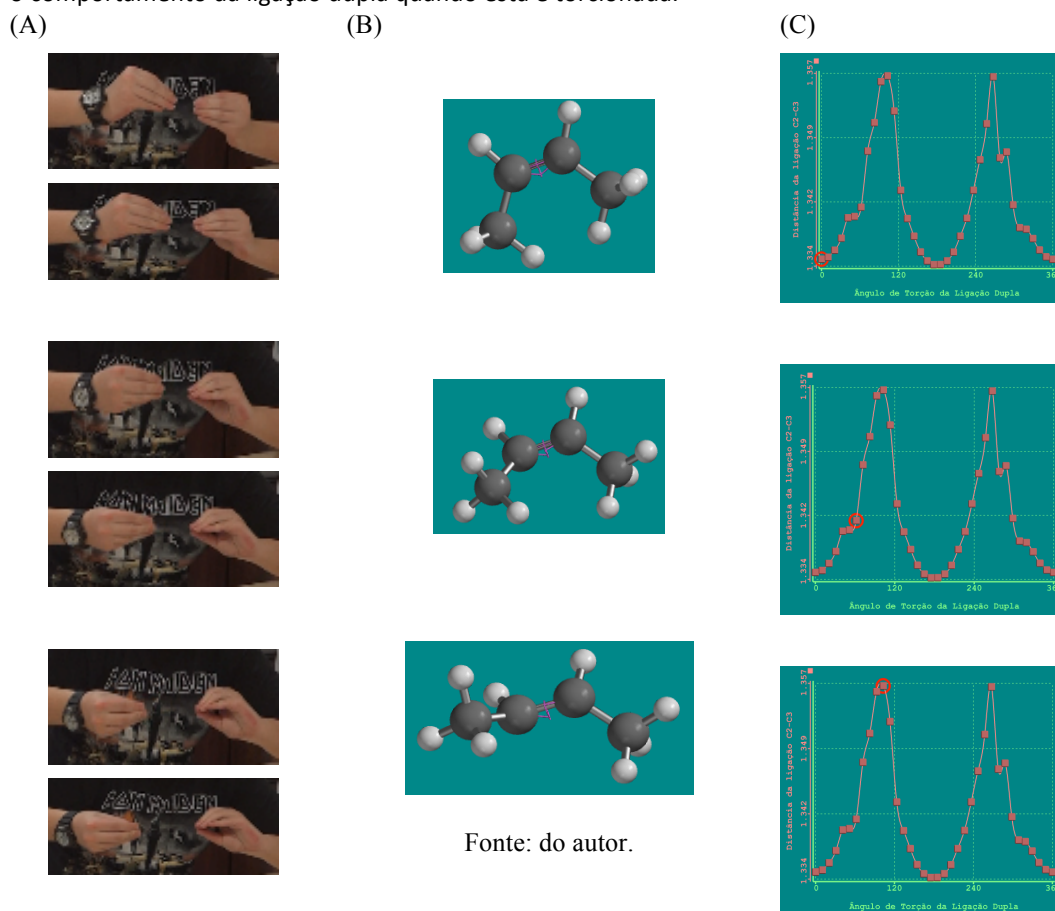 o comportamento da ligação dupla quando esta é torcionada.
(A) (B) (C)
1.357
1.349
1.342
1.334
Distância da ligação C2-C3
0 120 240 36
Ângulo de Torção da Ligação Dupla
1.357
1.349
1.342
1.334
Distância da ligação C2-C3
0 120 240 36
Ângulo de Torção da Ligação Dupla
1.357
1.349
1.342
1.334
Distância da ligação C2-C3
0 120 240 36
Ângulo de Torção da Ligação Dupla
Fonte: do autor.